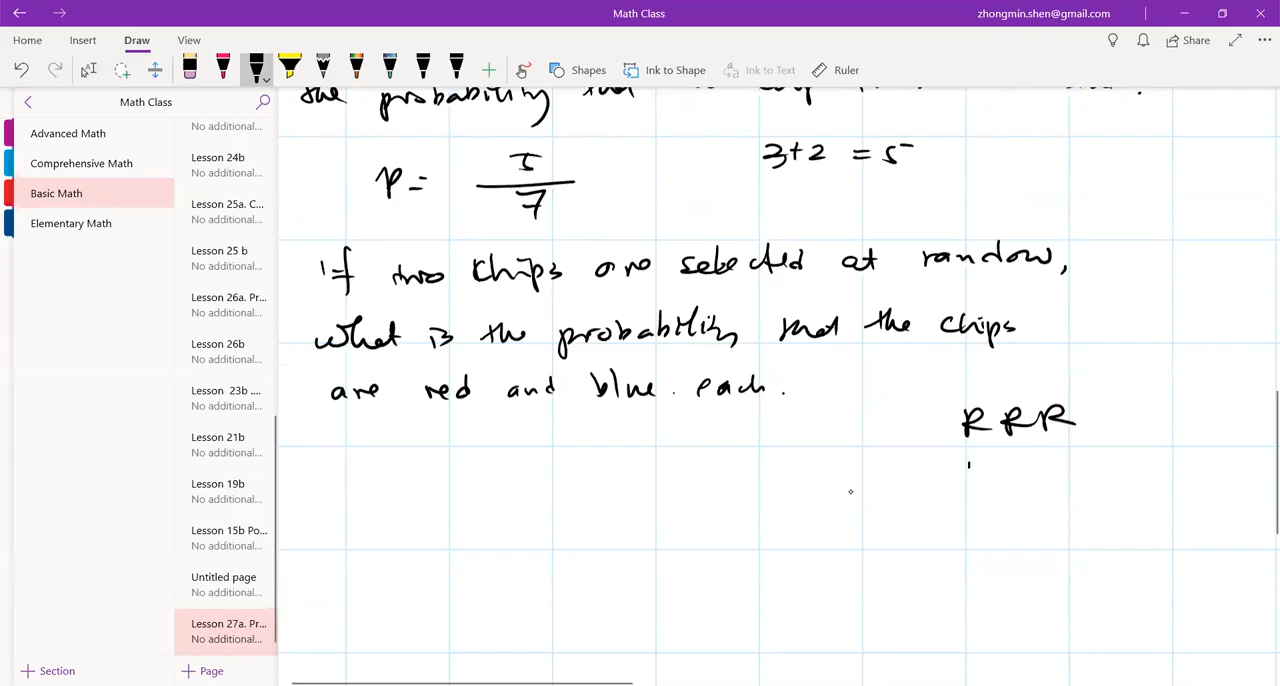 Math Class
zhongmin.shen@gmail.com
Home
Insert
Draw
View
Share
Shapes
Ink to Shape
Ink to Text
Ruler
Math Class
Advanced Math
Comprehensive Math
Basic Math
Elementary Math
No additional...
Lesson 24b
No additional...
Lesson 25a. C...
No additional...
Lesson 25 b
No additional...
Lesson 26a. Pr...
No additional...
Lesson 26b
No additional...
Lesson 23b ....
No additional...
Lesson 21b
No additional...
Lesson 19b
No additional...
Lesson 15b Po...
No additional...
Untitled page
No additional...
Lesson 27a. Pr...
No additional...
Section
Page
the probability that
3+2 = 5
P = 5
7
if two chips are selected at random,
what is the probability that the chips
are red and blue. each.
R R R